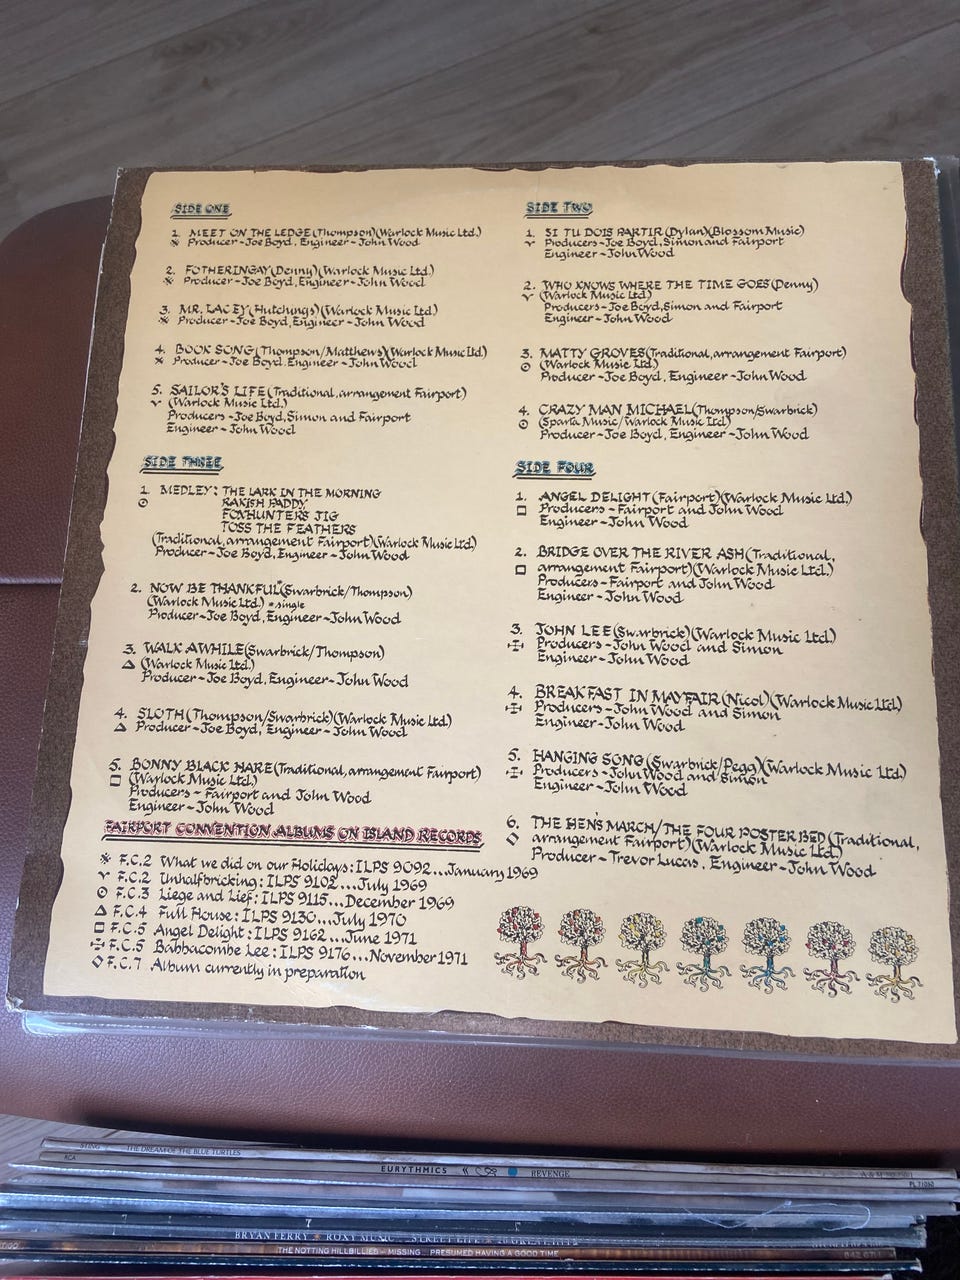 SIDE ONE
1. MEET ON THE LEDGE (Thompson)(Warlock Music Ltd.)
Producer - Joe Boyd, Engineer - John Wood
2. FOTHERINGAY (Denny)(Warlock Music Ltd.)
Producer - Joe Boyd, Engineer - John Wood
3. MR. LACEY (Hutchings)(Warlock Music Ltd.)
Producer - Joe Boyd, Engineer - John Wood
4. BOOK SONG (Thompson/Matthews)(Warlock Music Ltd)
Producer - Joe Boyd, Engineer - John Wood
5. SAILOR'S LIFE (Traditional, arrangement Fairport)
(Warlock Music Ltd.)
Producers - Joe Boyd, Simon and Fairport
Engineer - John Wood
SIDE TWO
1. SI TU DOIS PARTIR (Dylan)(Blossom Music)
Producers - Joe Boyd, Simon and Fairport
Engineer - John Wood
2. WHO KNOWS WHERE THE TIME GOES (Denny)
(Warlock Music Ltd)
Producers - Joe Boyd, Simon and Fairport
Engineer - John Wood
3. MATTY GROVES (Traditional, arrangement Fairport)
(Warlock Music Ltd.)
Producer - Joe Boyd, Engineer - John Wood
4. CRAZY MAN MICHAEL (Thompson/Swarbrick)
(Sparta Music/Warlock Music Ltd)
Producer - Joe Boyd, Engineer - John Wood
SIDE THREE
1. MEDLEY: THE LARK IN THE MORNING
RAKISH PADDY
FOXHUNTERS JIG
TOSS THE FEATHERS
(Traditional, arrangement Fairport)(Warlock Music Ltd.)
Producer - Joe Boyd, Engineer - John Wood
2. NOW BE THANKFUL* (Swarbrick/Thompson)
(Warlock Music Ltd.) * single
Producer - Joe Boyd, Engineer - John Wood
3. WALK AWHILE (Swarbrick/Thompson)
(Warlock Music Ltd.)
Producer - Joe Boyd, Engineer - John Wood
4. SLOTH (Thompson/Swarbrick)(Warlock Music Ltd)
Producer - Joe Boyd, Engineer - John Wood
5. BONNY BLACK HARE (Traditional, arrangement Fairport)
(Warlock Music Ltd.)
Producers - Fairport and John Wood
Engineer - John Wood
SIDE FOUR
1. ANGEL DELIGHT (Fairport)(Warlock Music Ltd.)
Producers - Fairport and John Wood
Engineer - John Wood
2. BRIDGE OVER THE RIVER ASH (Traditional,
arrangement Fairport)(Warlock Music Ltd.)
Producers - Fairport and John Wood
Engineer - John Wood
3. JOHN LEE (Swarbrick)(Warlock Music Ltd)
Producers - John Wood and Simon
Engineer - John Wood
4. BREAKFAST IN MAYFAIR (Nicol)(Warlock Music Ltd)
Producers - John Wood and Simon
Engineer - John Wood
5. HANGING SONG (Swarbrick/Pegg)(Warlock Music Ltd.)
Producers - John Wood and Simon
Engineer - John Wood
6. THE HEN'S MARCH/THE FOUR POSTER BED (Traditional,
arrangement Fairport)(Warlock Music Ltd.)
Producer - Trevor Lucas, Engineer - John Wood
FAIRPORT CONVENTION ALBUMS ON ISLAND RECORDS
F.C.2 What we did on our Holidays: ILPS 9092...January 1969
F.C.2 Unhalfbricking: ILPS 9102...July 1969
F.C.3 Liege and Lief: ILPS 9115...December 1969
F.C.4 Full House: ILPS 9130...July 1970
F.C.5 Angel Delight: ILPS 9162...June 1971
F.C.5 Babbacombe Lee: ILPS 9176...November 1971
F.C.7 Album currently in preparation
STING THE DREAM OF THE BLUE TURTLES
RCA EURYTHMICS REVENGE PL 71050
BRYAN FERRY ROXY MUSIC STREET LIFE 20 GREAT HITS
THE NOTTING HILLBILLIES - MISSING... PRESUMED HAVING A GOOD TIME